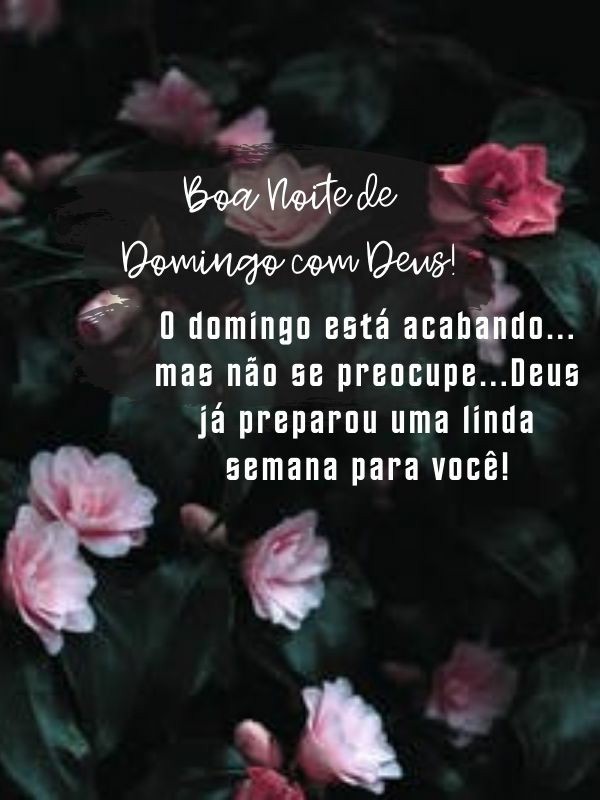 Boa Noite de
Domingo com Deus!
O domingo está acabando...
mas não se preocupe...Deus
já preparou uma linda
semana para você!